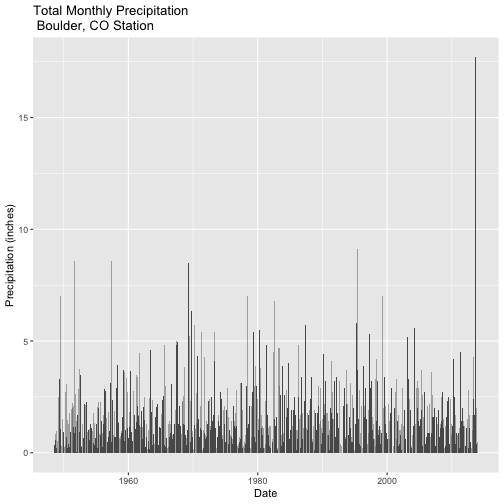 Total Monthly Precipitation
Boulder, CO Station
15
10
5
0
Precipitation (inches)
1960 1980 2000
Date